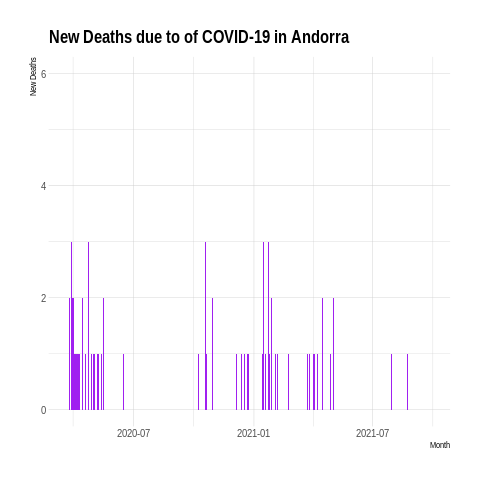 New Deaths due to of COVID-19 in Andorra
New Deaths
6
4
2
0
2020-07
2021-01
2021-07
Month